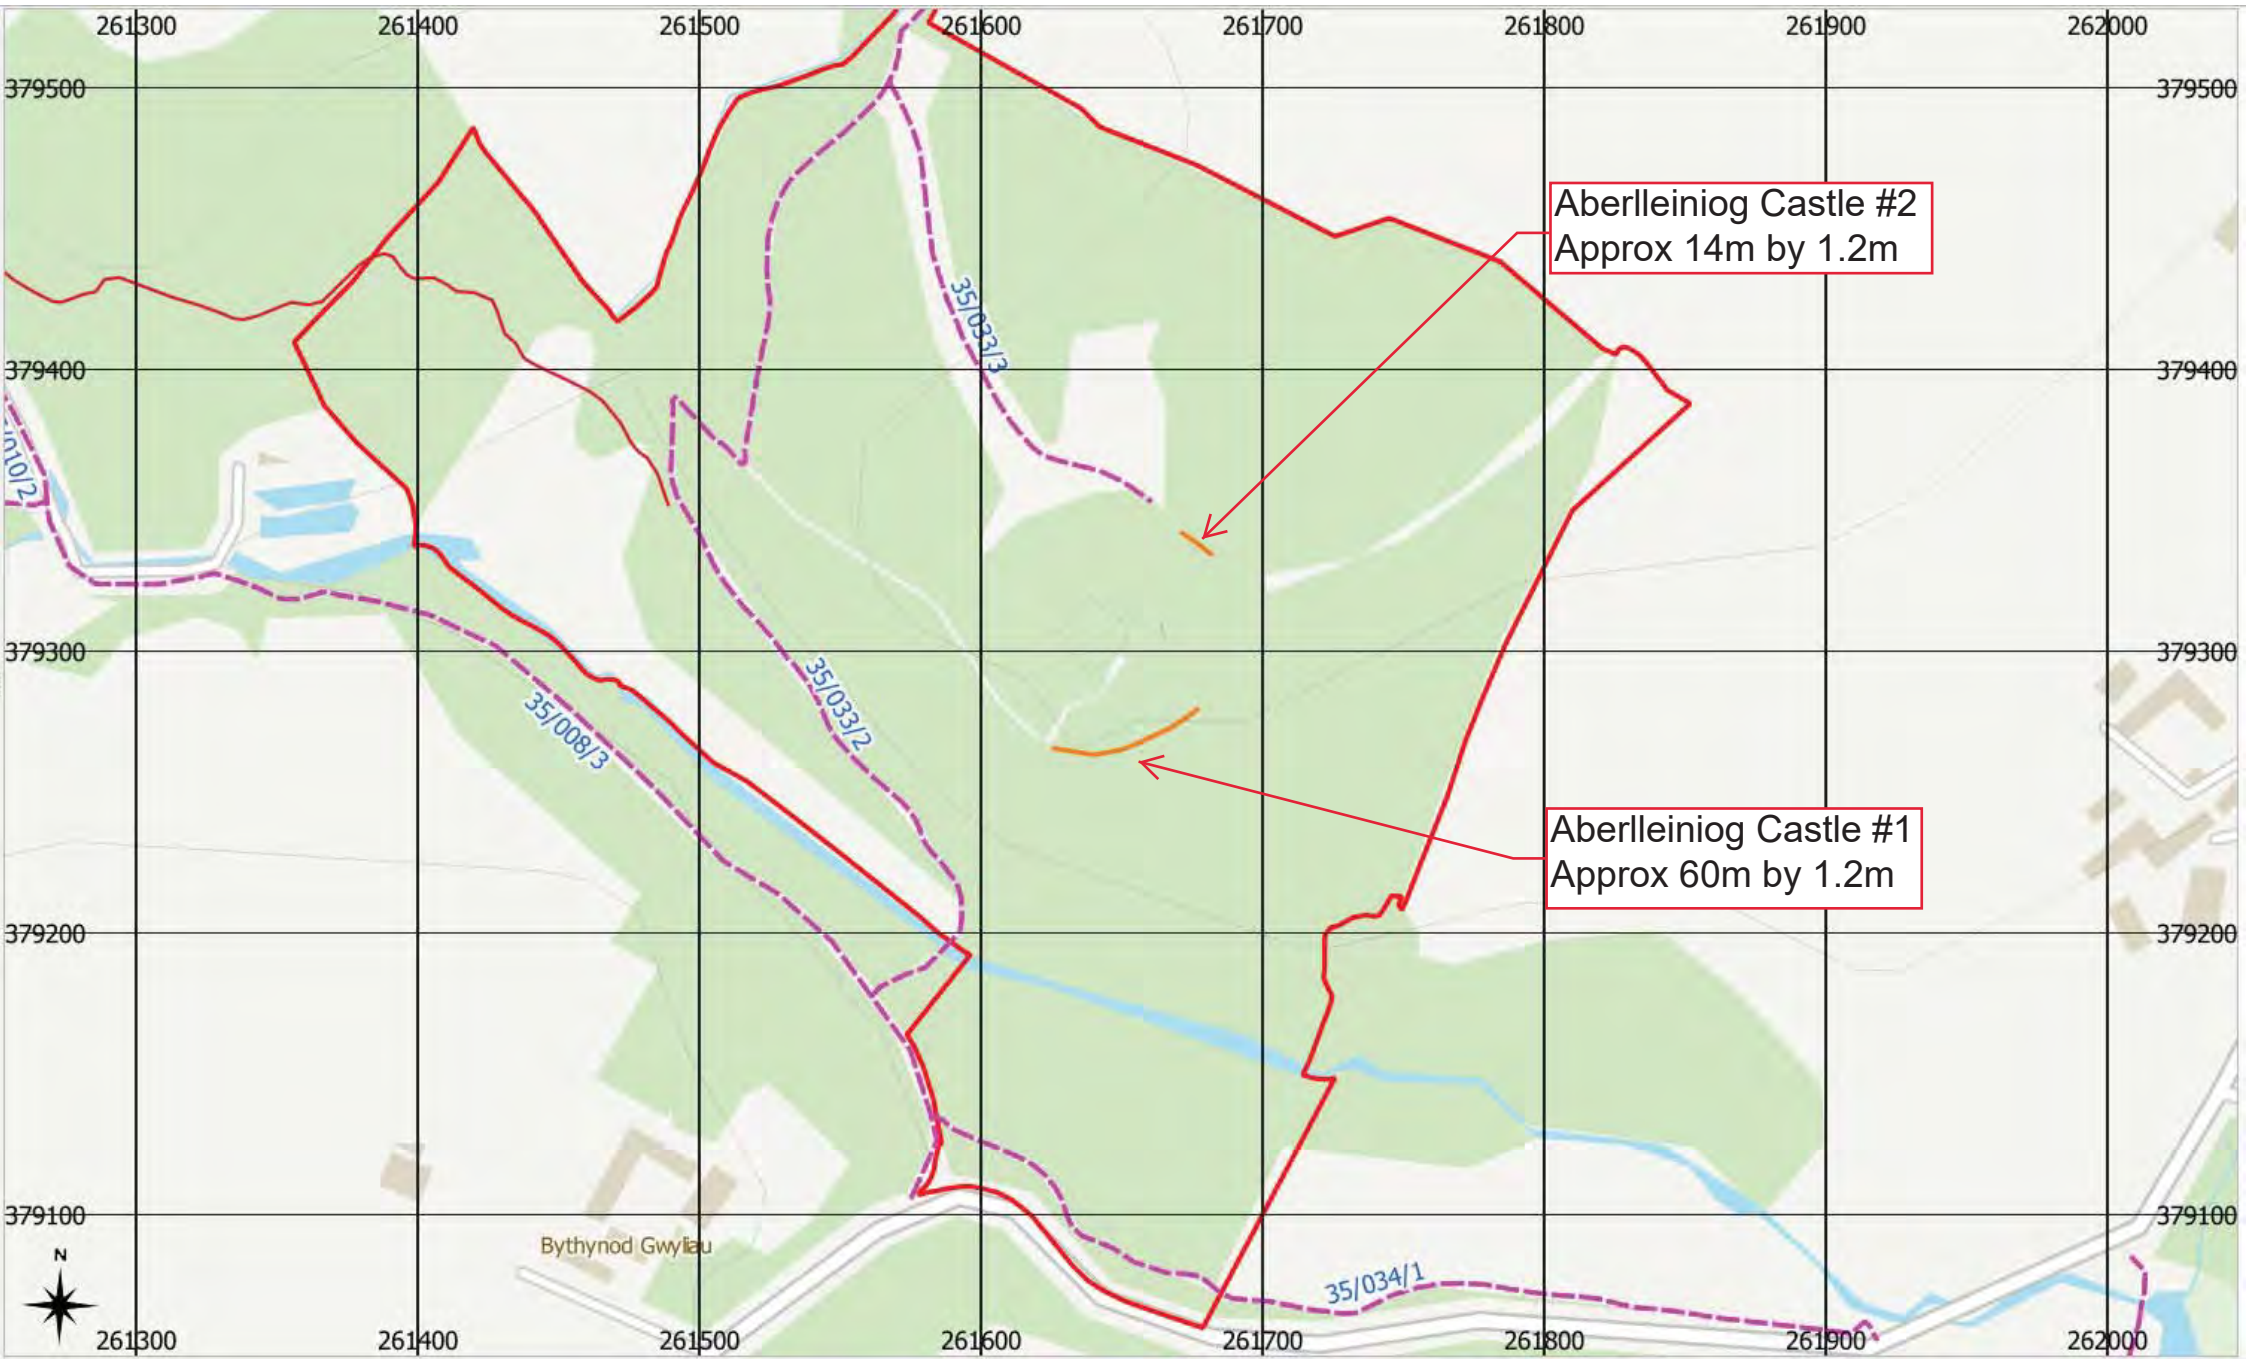 261300 261400 261500 261600 261700 261800 261900 262000
379500 379500
Aberlleiniog Castle #2
Approx 14m by 1.2m
35/033/3
379400 379400
/010/2
379300 379300
35/033/2
35/008/3
Aberlleiniog Castle #1
Approx 60m by 1.2m
379200 379200
379100 379100
Bythynod Gwyliau
N
35/034/1
261300 261400 261500 261600 261700 261800 261900 262000